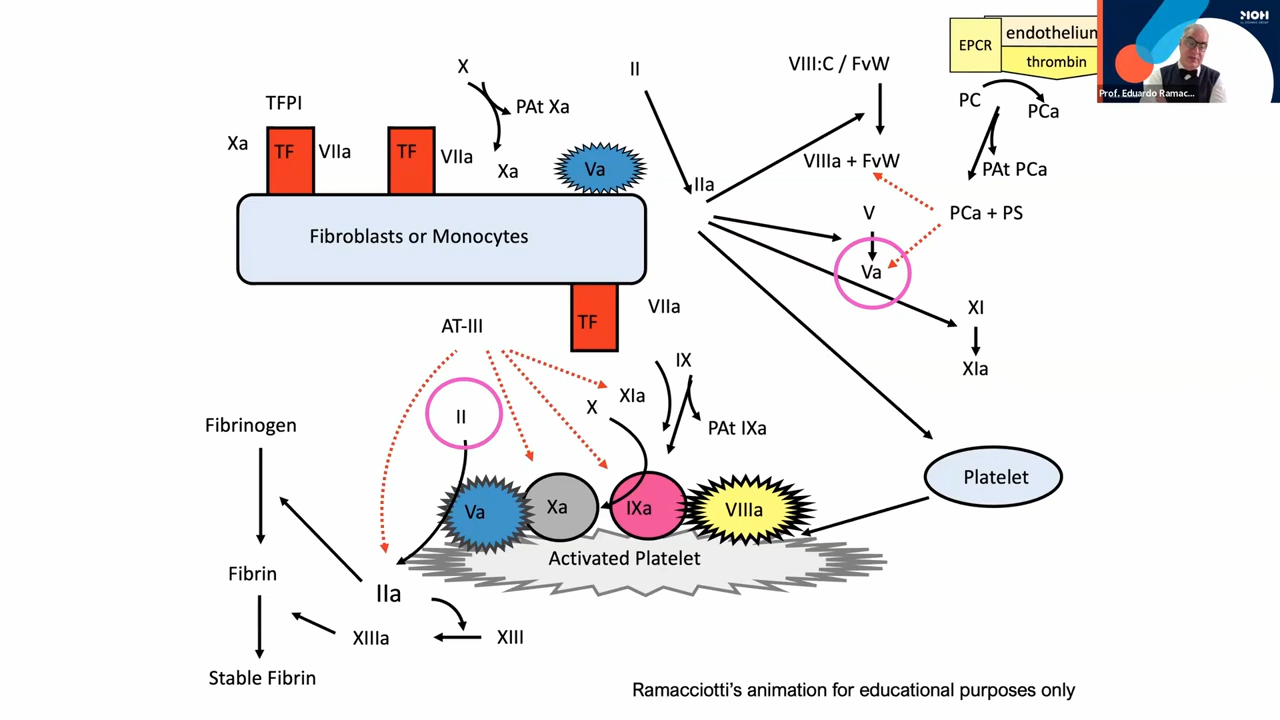 EPCR
endothelium
thrombin
Prof. Eduardo Ramac...
X
II
VIII:C / FvW
PC
PCa
PAt Xa
TFPI
Xa
TF
VIIa
TF
VIIa
Xa
Va
IIa
VIIIa + FvW
PAt PCa
V
PCa + PS
Fibroblasts or Monocytes
Va
TF
VIIa
XI
AT-III
IX
XIa
XIa
X
II
Fibrinogen
PAt IXa
Platelet
Va
Xa
IXa
VIIIa
Activated Platelet
Fibrin
IIa
XIIIa
XIII
Stable Fibrin
Ramacciotti's animation for educational purposes only